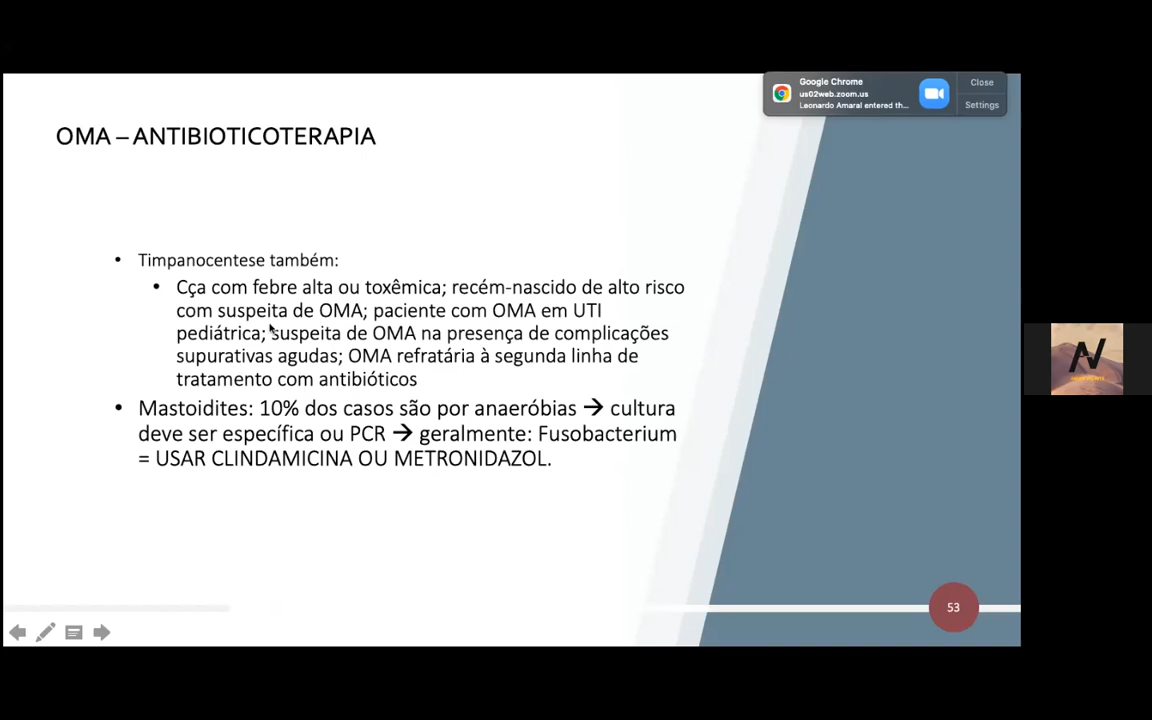 Google Chrome
us02web.zoom.us
Leonardo Amaral entered th...
Close
Settings
OMA – ANTIBIOTICOTERAPIA
• Timpanocentese também:
• Cça com febre alta ou toxêmica; recém-nascido de alto risco
com suspeita de OMA; paciente com OMA em UTI
pediátrica; suspeita de OMA na presença de complicações
supurativas agudas; OMA refratária à segunda linha de
tratamento com antibióticos
• Mastoidites: 10% dos casos são por anaeróbias → cultura
deve ser específica ou PCR → geralmente: Fusobacterium
= USAR CLINDAMICINA OU METRONIDAZOL.
53